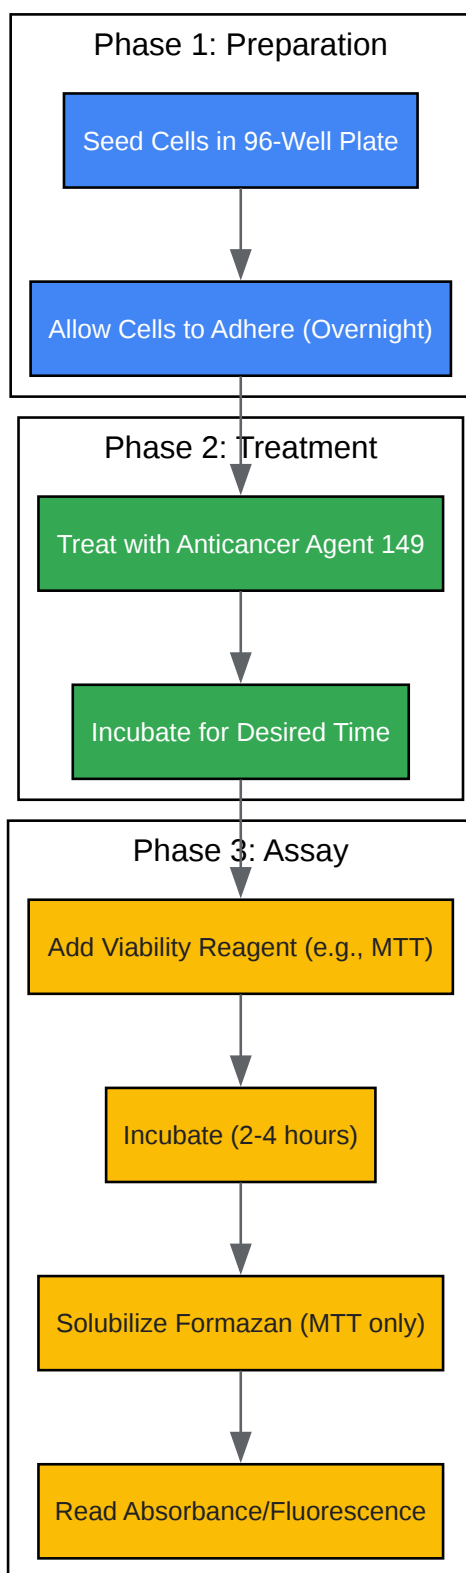 Phase 1: Preparation
Seed Cells in 96-Well Plate
Allow Cells to Adhere (Overnight)
Phase 2: Treatment
Treat with Anticancer Agent 149
Incubate for Desired Time
Phase 3: Assay
Add Viability Reagent (e.g., MTT)
Incubate (2-4 hours)
Solubilize Formazan (MTT only)
Read Absorbance/Fluorescence